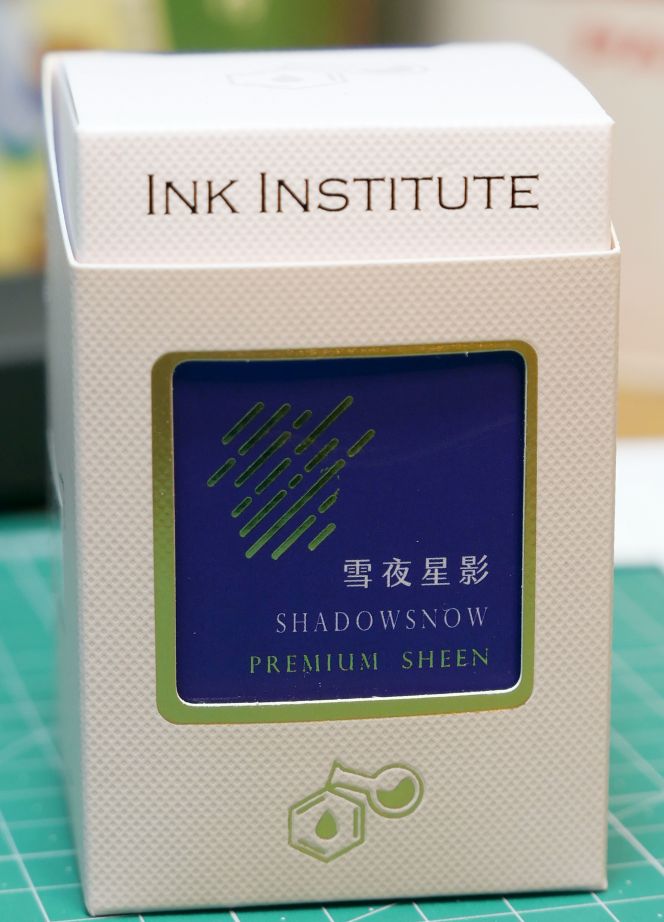 INK INSTITUTE
雪夜星影
SHADOWSNOW
PREMIUM SHEEN